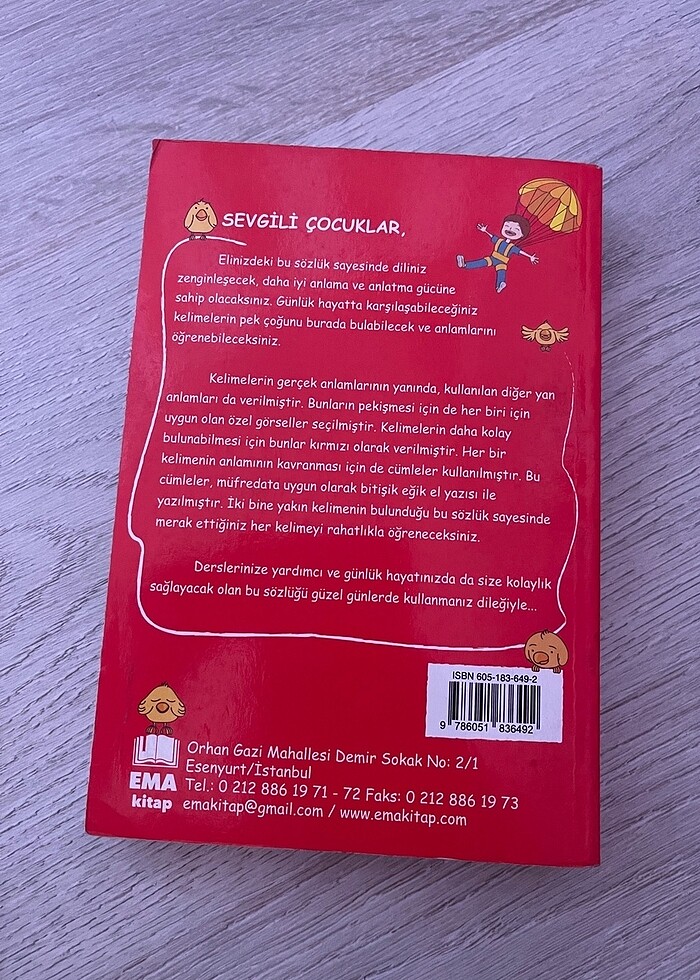 SEVGİLİ ÇOCUKLAR,
Elinizdeki bu sözlük sayesinde diliniz
zenginleşecek, daha iyi anlama ve anlatma gücüne
sahip olacaksınız. Günlük hayatta karşılaşabileceğiniz
kelimelerin pek çoğunu burada bulabilecek ve anlamlarını
öğrenebileceksiniz.
Kelimelerin gerçek anlamlarının yanında, kullanılan diğer yan
anlamları da verilmiştir. Bunların pekişmesi için de her biri için
uygun olan özel görseller seçilmiştir. Kelimelerin daha kolay
bulunabilmesi için bunlar kırmızı olarak verilmiştir. Her bir
kelimenin anlamının kavranması için de cümleler kullanılmıştır. Bu
cümleler, müfredata uygun olarak bitişik eğik el yazısı ile
yazılmıştır. İki bine yakın kelimenin bulunduğu bu sözlük sayesinde
merak ettiğiniz her kelimeyi rahatlıkla öğreneceksiniz.
Derslerinize yardımcı ve günlük hayatınızda da size kolaylık
sağlayacak olan bu sözlüğü güzel günlerde kullanmanız dileğiyle...
ISBN 605-183-649-2
9 786051 836492
EMA
kitap
Orhan Gazi Mahallesi Demir Sokak No: 2/1
Esenyurt/İstanbul
Tel.: 0 212 886 19 71 - 72 Faks: 0 212 886 19 73
emakitap@gmail.com / www.emakitap.com